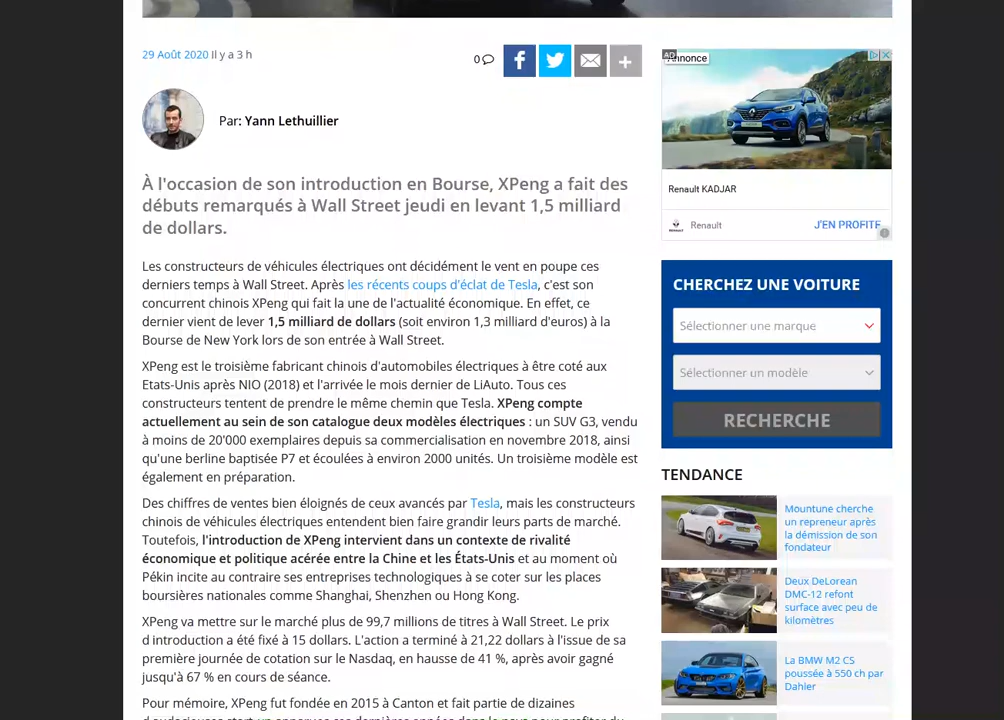 29 Août 2020 Il y a 3 h
0
Par: Yann Lethuillier
À l'occasion de son introduction en Bourse, XPeng a fait des
débuts remarqués à Wall Street jeudi en levant 1,5 milliard
de dollars.
Les constructeurs de véhicules électriques ont décidément le vent en poupe ces
derniers temps à Wall Street. Après les récents coups d'éclat de Tesla, c'est son
concurrent chinois XPeng qui fait la une de l'actualité économique. En effet, ce
dernier vient de lever 1,5 milliard de dollars (soit environ 1,3 milliard d'euros) à la
Bourse de New York lors de son entrée à Wall Street.
XPeng est le troisième fabricant chinois d'automobiles électriques à être coté aux
Etats-Unis après NIO (2018) et l'arrivée le mois dernier de LiAuto. Tous ces
constructeurs tentent de prendre le même chemin que Tesla. XPeng compte
actuellement au sein de son catalogue deux modèles électriques : un SUV G3, vendu
à moins de 20'000 exemplaires depuis sa commercialisation en novembre 2018, ainsi
qu'une berline baptisée P7 et écoulées à environ 2000 unités. Un troisième modèle est
également en préparation.
Des chiffres de ventes bien éloignés de ceux avancés par Tesla, mais les constructeurs
chinois de véhicules électriques entendent bien faire grandir leurs parts de marché.
Toutefois, l'introduction de XPeng intervient dans un contexte de rivalité
économique et politique acérée entre la Chine et les États-Unis et au moment où
Pékin incite au contraire ses entreprises technologiques à se coter sur les places
boursières nationales comme Shanghai, Shenzhen ou Hong Kong.
XPeng va mettre sur le marché plus de 99,7 millions de titres à Wall Street. Le prix
d'introduction a été fixé à 15 dollars. L'action a terminé à 21,22 dollars à l'issue de sa
première journée de cotation sur le Nasdaq, en hausse de 41 %, après avoir gagné
jusqu'à 67 % en cours de séance.
Pour mémoire, XPeng fut fondée en 2015 à Canton et fait partie de dizaines
d'audacieuses start-up apparues ces dernières années dans le pays pour profiter du
AD
Annonce
Renault KADJAR
Renault
J'EN PROFITE
CHERCHEZ UNE VOITURE
Sélectionner une marque
Sélectionner un modèle
RECHERCHE
TENDANCE
Mountune cherche
un repreneur après
la démission de son
fondateur
Deux DeLorean
DMC-12 refont
surface avec peu de
kilomètres
La BMW M2 CS
poussée à 550 ch par
Dahler